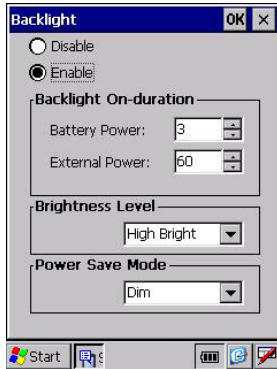 Backlight OK
Disable
Enable
Backlight On-duration
Battery Power: 3
External Power: 60
Brightness Level
High Bright
Power Save Mode
Dim
Start